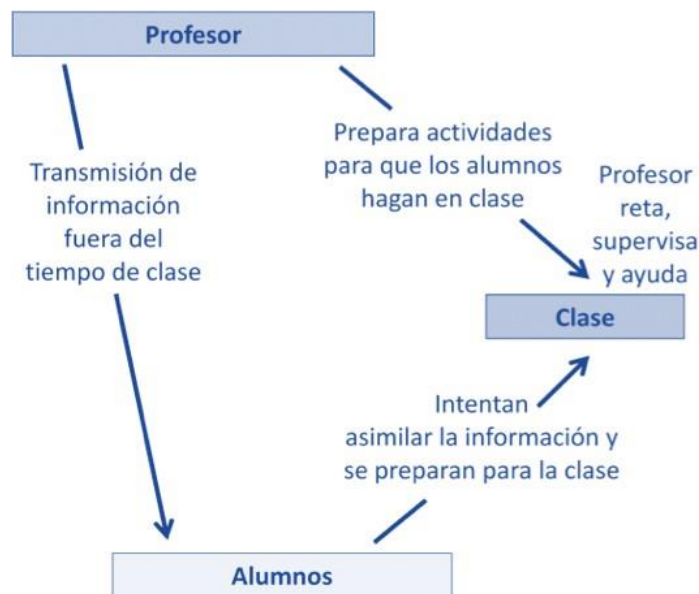 Profesor
Transmisión de
información
fuera del
tiempo de clase
Prepara actividades
para que los alumnos
hagan en clase
Profesor
reta,
supervisa
y ayuda
Clase
Intentan
asimilar la información y
se preparan para la clase
Alumnos